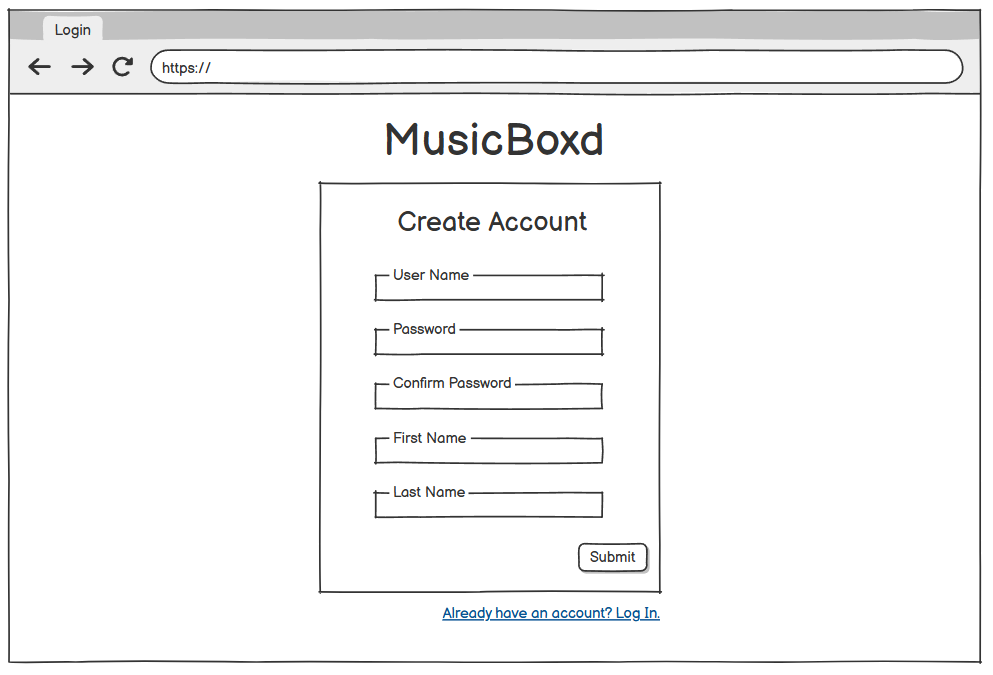 Login
https://
MusicBoxd
Create Account
User Name
Password
Confirm Password
First Name
Last Name
Submit
Already have an account? Log In.